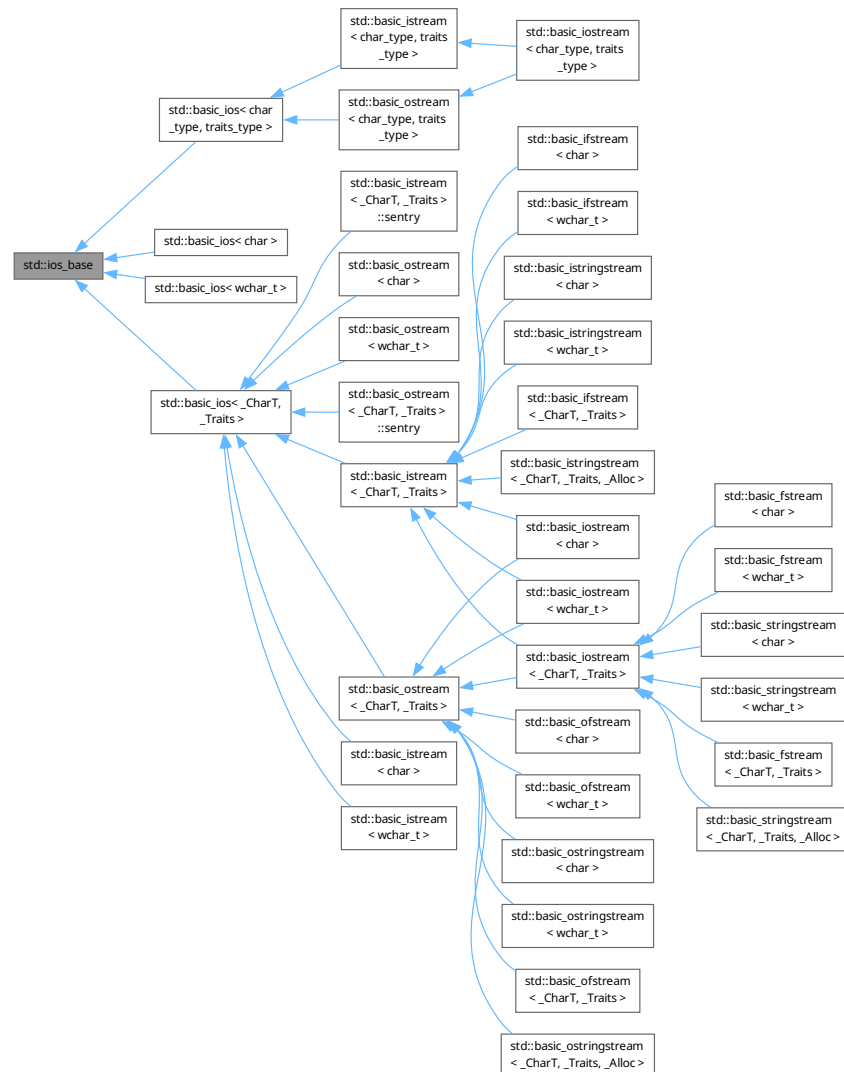 std::ios_base
std::basic_ios< char
_type, traits_type >
std::basic_ios< char >
std::basic_ios< wchar_t >
std::basic_ios< _CharT,
_Traits >
std::basic_istream
< char_type, traits
_type >
std::basic_ostream
< char_type, traits
_type >
std::basic_istream
< _CharT, _Traits >
::sentry
std::basic_ostream
< char >
std::basic_ostream
< wchar_t >
std::basic_ostream
< _CharT, _Traits >
::sentry
std::basic_istream
< _CharT, _Traits >
std::basic_ostream
< _CharT, _Traits >
std::basic_istream
< char >
std::basic_istream
< wchar_t >
std::basic_iostream
< char_type, traits
_type >
std::basic_ifstream
< char >
std::basic_ifstream
< wchar_t >
std::basic_istringstream
< char >
std::basic_istringstream
< wchar_t >
std::basic_ifstream
< _CharT, _Traits >
std::basic_istringstream
< _CharT, _Traits, _Alloc >
std::basic_iostream
< char >
std::basic_iostream
< wchar_t >
std::basic_iostream
< _CharT, _Traits >
std::basic_ofstream
< char >
std::basic_ofstream
< wchar_t >
std::basic_ostringstream
< char >
std::basic_ostringstream
< wchar_t >
std::basic_ofstream
< _CharT, _Traits >
std::basic_ostringstream
< _CharT, _Traits, _Alloc >
std::basic_fstream
< char >
std::basic_fstream
< wchar_t >
std::basic_stringstream
< char >
std::basic_stringstream
< wchar_t >
std::basic_fstream
< _CharT, _Traits >
std::basic_stringstream
< _CharT, _Traits, _Alloc >